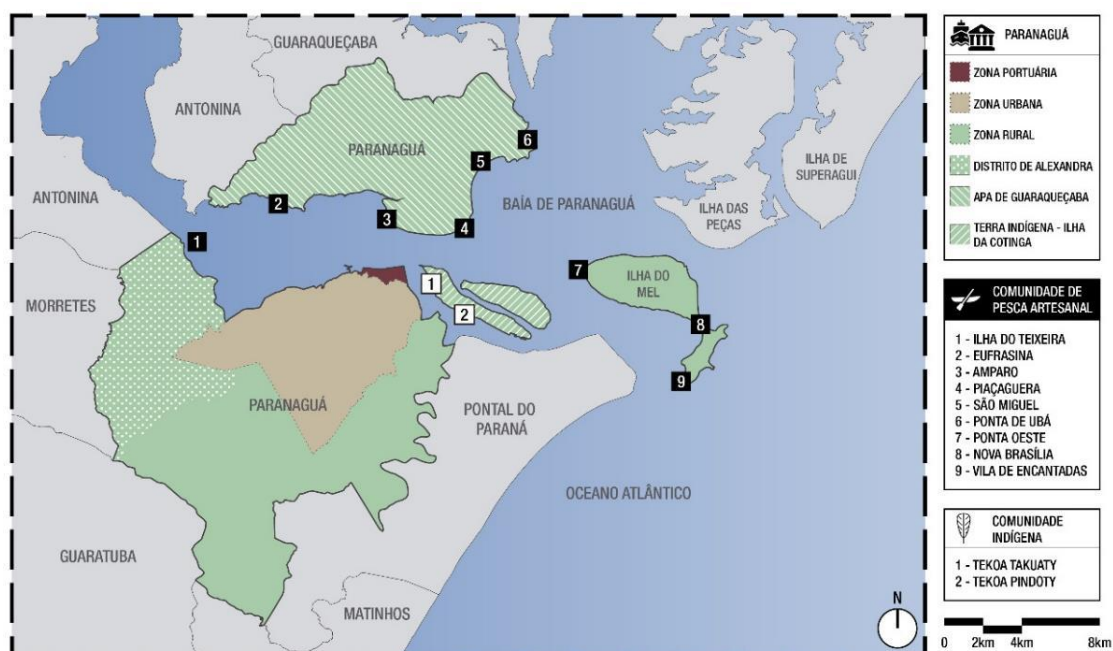 GUARAQUEÇABA
ANTONINA
PARANAGUÁ
6
5
ILHA DE
SUPERAGUI
ANTONINA
2
3
4
BAÍA DE PARANAGUÁ
ILHA DAS
PEÇAS
1
7
ILHA DO
MEL
MORRETES
1
2
8
9
PARANAGUÁ
PONTAL DO
PARANÁ
OCEANO ATLÂNTICO
GUARATUBA
MATINHOS
N
PARANAGUÁ
ZONA PORTUÁRIA
ZONA URBANA
ZONA RURAL
DISTRITO DE ALEXANDRA
APA DE GUARAQUEÇABA
TERRA INDÍGENA - ILHA
DA COTINGA
COMUNIDADE DE
PESCA ARTESANAL
1 - ILHA DO TEIXEIRA
2 - EUFRASINA
3 - AMPARO
4 - PIAÇAGUERA
5 - SÃO MIGUEL
6 - PONTA DE UBÁ
7 - PONTA OESTE
8 - NOVA BRASÍLIA
9 - VILA DE ENCANTADAS
COMUNIDADE
INDÍGENA
1 - TEKOA TAKUATY
2 - TEKOA PINDOTY
0 2km 4km 8km